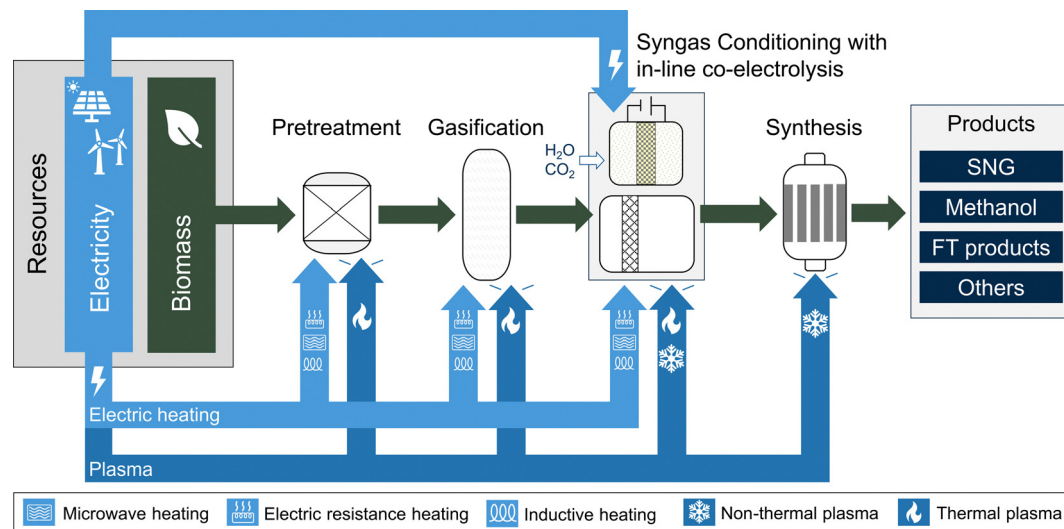 Syngas Conditioning with
in-line co-electrolysis
Resources
Electricity
Biomass
Pretreatment
Gasification
H₂O
CO₂
Synthesis
Products
SNG
Methanol
FT products
Others
Electric heating
Plasma
Microwave heating
Electric resistance heating
Inductive heating
Non-thermal plasma
Thermal plasma